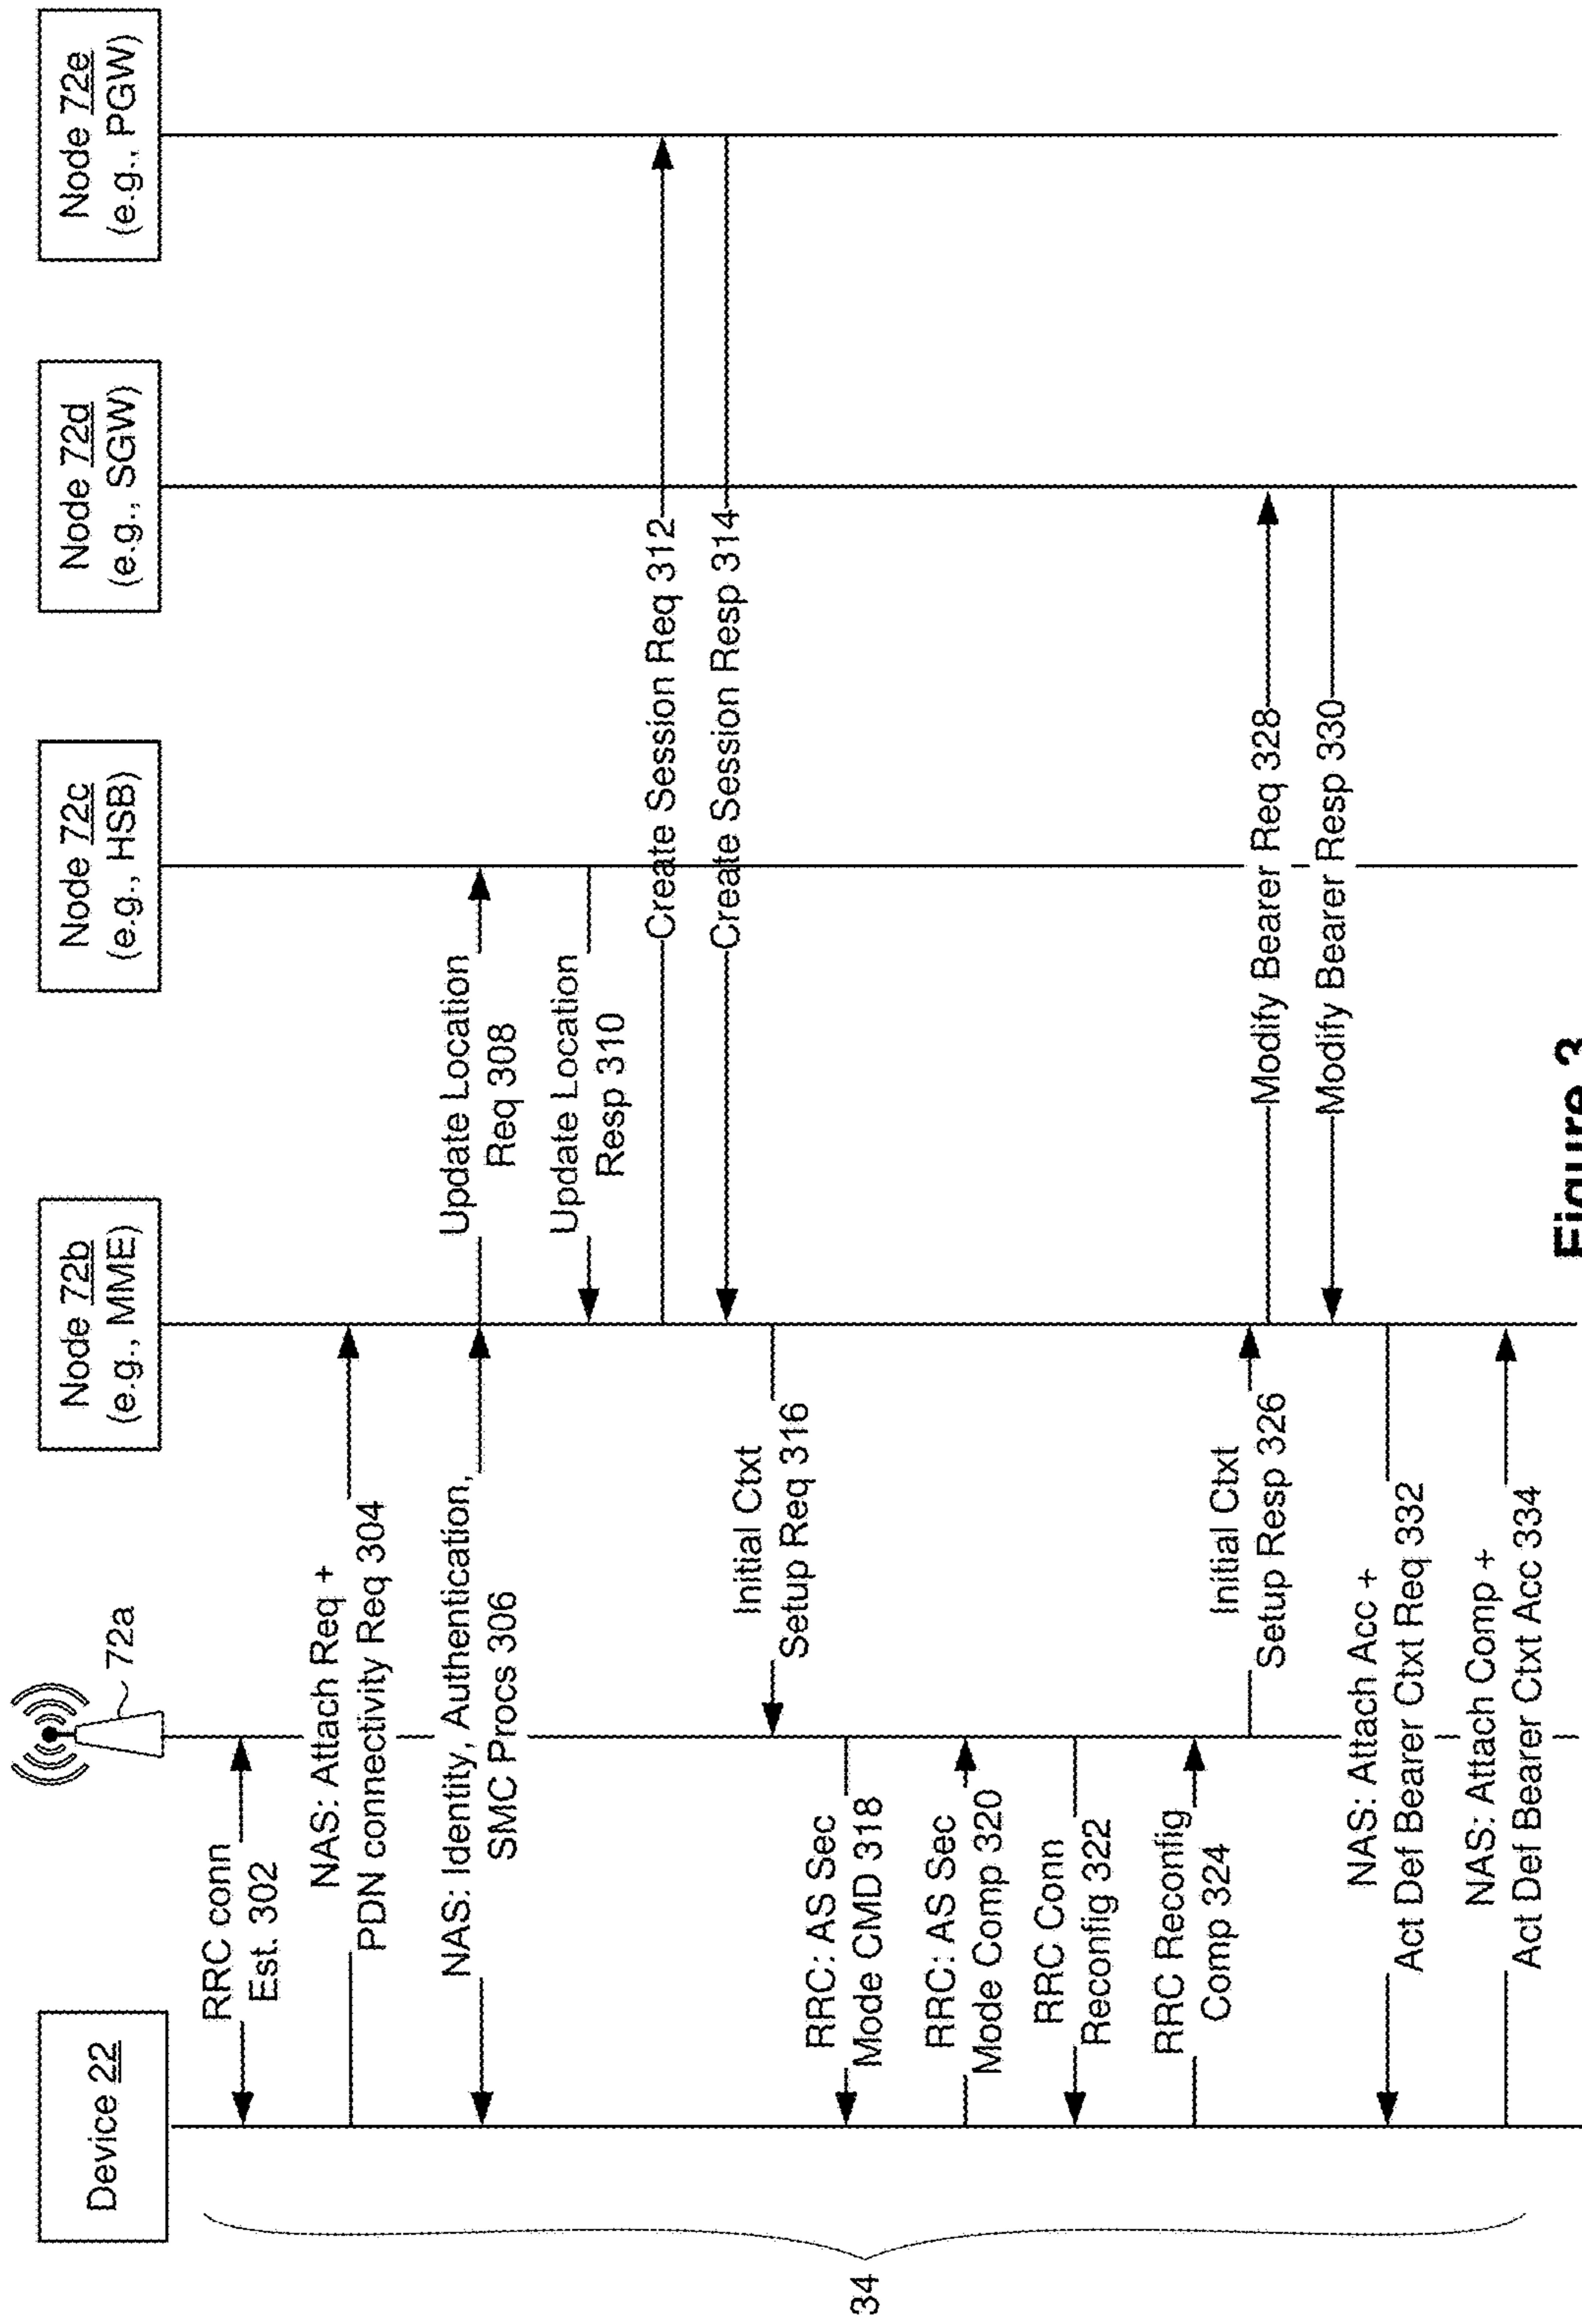 Device 22
72a
Node 72b
(e.g., MME)
Node 72c
(e.g., HSB)
Node 72d
(e.g., SGW)
Node 72e
(e.g., PGW)
34
RRC conn
Est. 302
NAS: Attach Req +
PDN connectivity Req 304
NAS: Identity, Authentication,
SMC Procs 306
Update Location
Req 308
Update Location
Resp 310
Create Session Req 312
Create Session Resp 314
Initial Ctxt
Setup Req 316
RRC: AS Sec
Mode CMD 318
RRC: AS Sec
Mode Comp 320
RRC Conn
Reconfig 322
RRC Reconfig
Comp 324
Initial Ctxt
Setup Resp 326
Modify Bearer Req 328
Modify Bearer Resp 330
NAS: Attach Acc +
Act Def Bearer Ctxt Req 332
NAS: Attach Comp +
Act Def Bearer Ctxt Acc 334
Figure 3